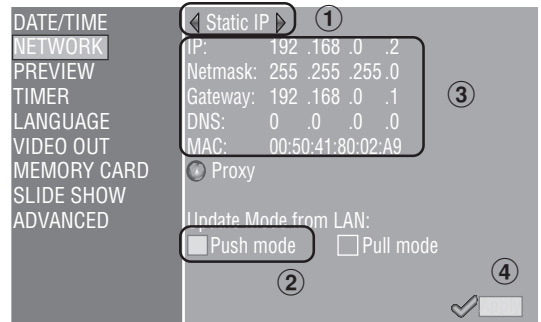 DATE/TIME
NETWORK
PREVIEW
TIMER
LANGUAGE
VIDEO OUT
MEMORY CARD
SLIDE SHOW
ADVANCED
Static IP ①
IP: 192 .168 .0 .2
Netmask: 255 .255 .255 .0
Gateway: 192 .168 .0 .1
DNS: 0 .0 .0 .0
MAC: 00:50:41:80:02:A9
③
Proxy
Update Mode from LAN:
Push mode Pull mode
②
④